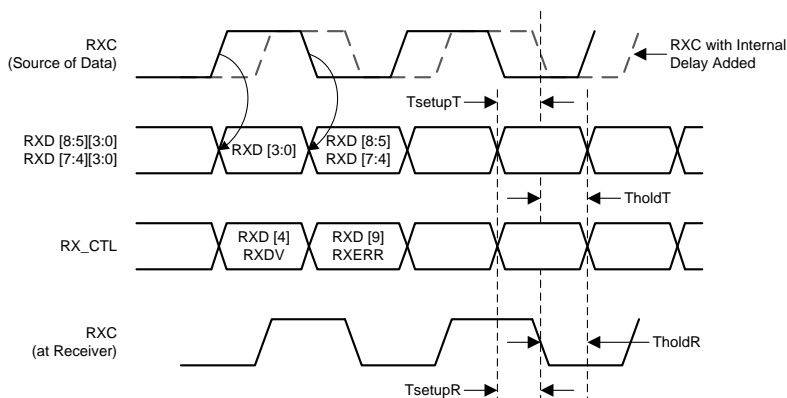 RXC
(Source of Data)
RXC with Internal
Delay Added
TsetupT
RXD [8:5][3:0]
RXD [7:4][3:0]
RXD [3:0]
RXD [8:5]
RXD [7:4]
TholdT
RX_CTL
RXD [4]
RXDV
RXD [9]
RXERR
RXC
(at Receiver)
TholdR
TsetupR